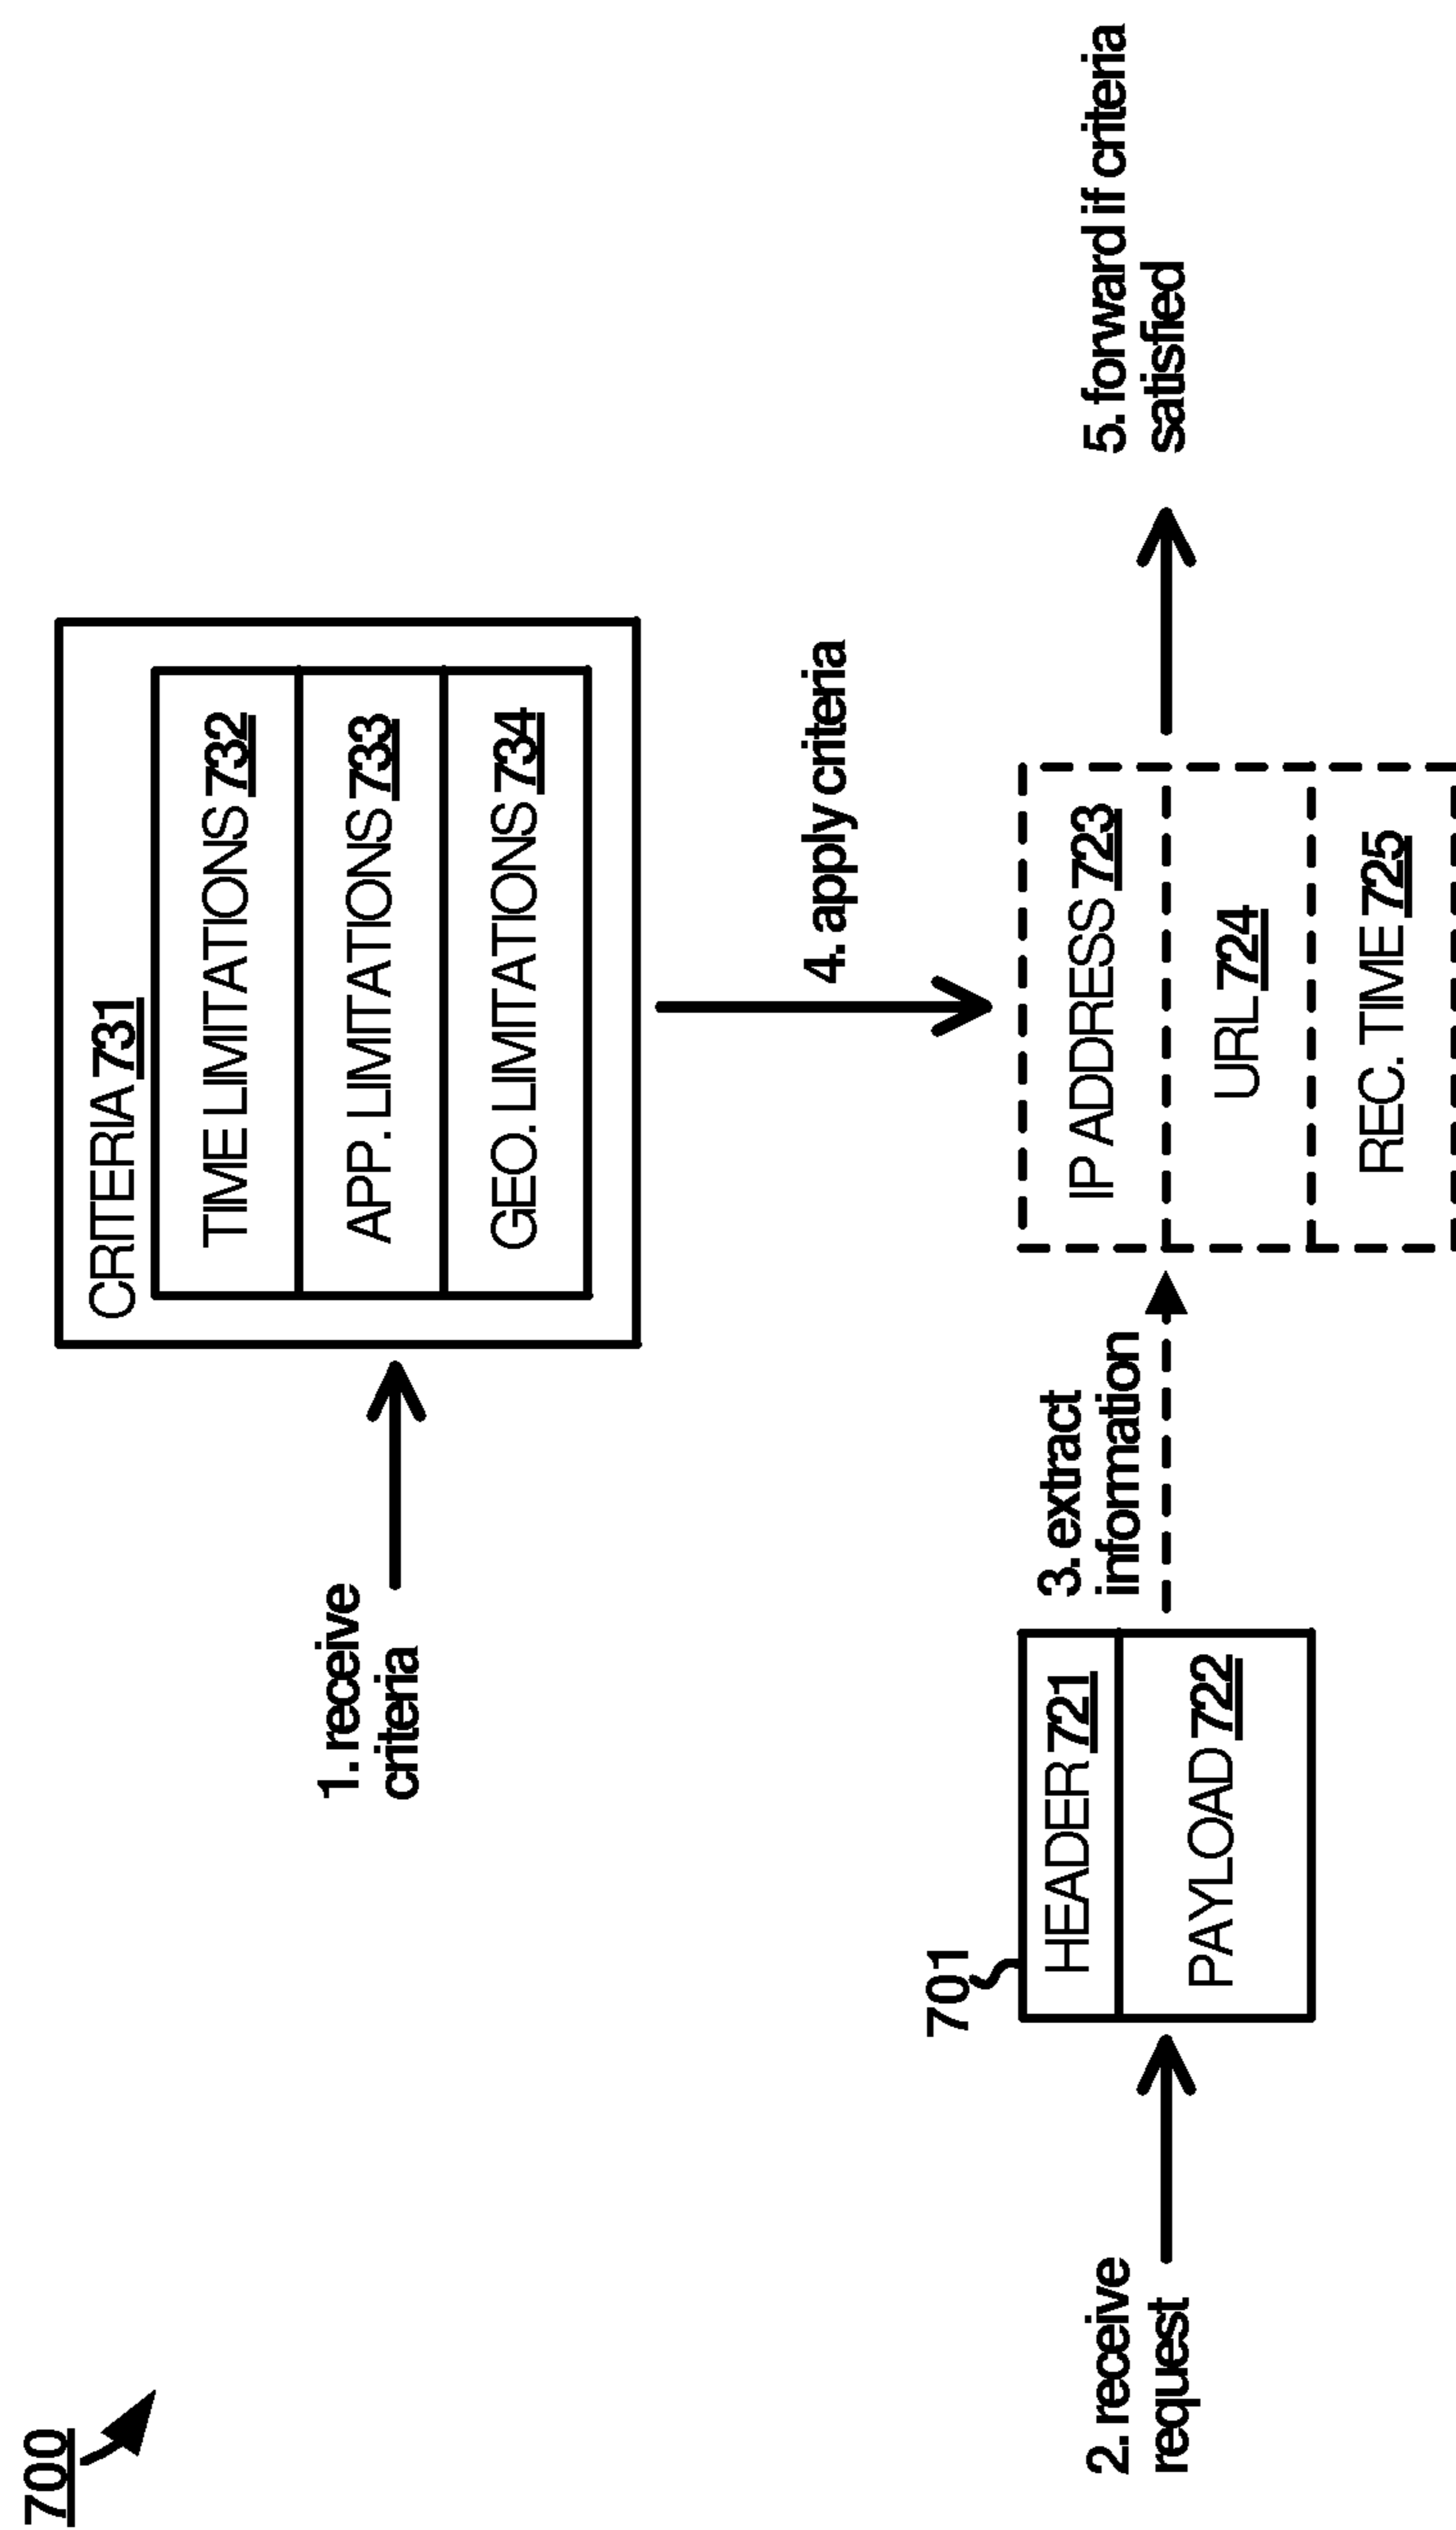 700
CRITERIA 731
TIME LIMITATIONS 732
APP. LIMITATIONS 733
GEO. LIMITATIONS 734
1. receive
criteria
4. apply criteria
701
HEADER 721
PAYLOAD 722
2. receive
request
3. extract
information
IP ADDRESS 723
URL 724
REC. TIME 725
5. forward if criteria
satisfied